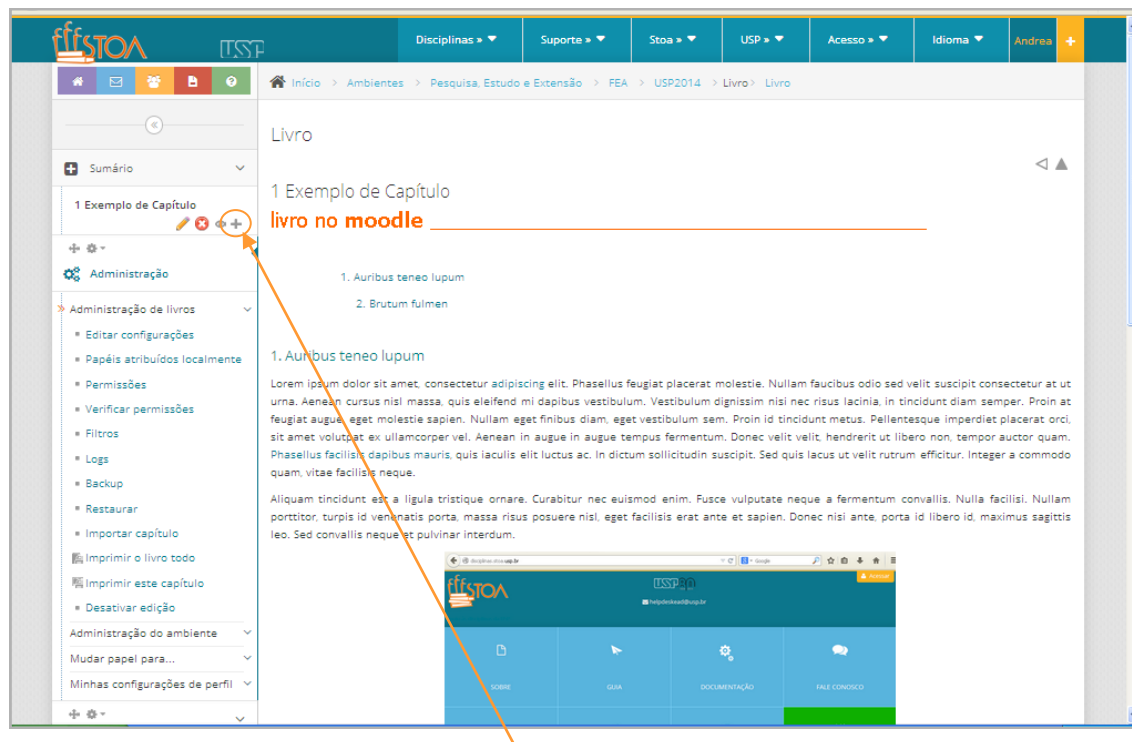 STOA USP Disciplinas » Suporte » Stoa » USP » Acesso » Idioma Andrea +
Início > Ambientes > Pesquisa, Estudo e Extensão > FEA > USP2014 > Livro > Livro
Livro
Sumário
1 Exemplo de Capítulo
Administração
Administração de livros
Editar configurações
Papéis atribuídos localmente
Permissões
Verificar permissões
Filtros
Logs
Backup
Restaurar
Importar capítulo
Imprimir o livro todo
Imprimir este capítulo
Desativar edição
Administração do ambiente
Mudar papel para...
Minhas configurações de perfil
1 Exemplo de Capítulo
livro no moodle
1. Auribus teneo lupum
2. Brutum fulmen
1. Auribus teneo lupum
Lorem ipsum dolor sit amet, consectetur adipiscing elit. Phasellus feugiat placerat molestie. Nullam faucibus odio sed velit suscipit consectetur at ut
urna. Aenean cursus nisl massa, quis eleifend mi dapibus vestibulum. Vestibulum dignissim nisi nec risus lacinia, in tincidunt diam semper. Proin at
feugiat augue, eget molestie sapien. Nullam eget finibus diam, eget vestibulum sem. Proin id tincidunt metus. Pellentesque imperdiet placerat orci,
sit amet volutpat ex ullamcorper vel. Aenean in augue in augue tempus fermentum. Donec velit velit, hendrerit ut libero non, tempor auctor quam.
Phasellus facilisis dapibus mauris, quis iaculis elit luctus ac. In dictum sollicitudin suscipit. Sed quis lacus ut velit rutrum efficitur. Integer a commodo
quam, vitae facilisis neque.
Aliquam tincidunt est a ligula tristique ornare. Curabitur nec euismod enim. Fusce vulputate neque a fermentum convallis. Nulla facilisi. Nullam
porttitor, turpis id venenatis porta, massa risus posuere nisl, eget facilisis erat ante et sapien. Donec nisi ante, porta id libero id, maximus sagittis
leo. Sed convallis neque et pulvinar interdum.
disciplinas.stoa.usp.br Google
STOA USP Acessar
helpdeskead@usp.br
SOBRE GUIA DOCUMENTAÇÃO FALE CONOSCO